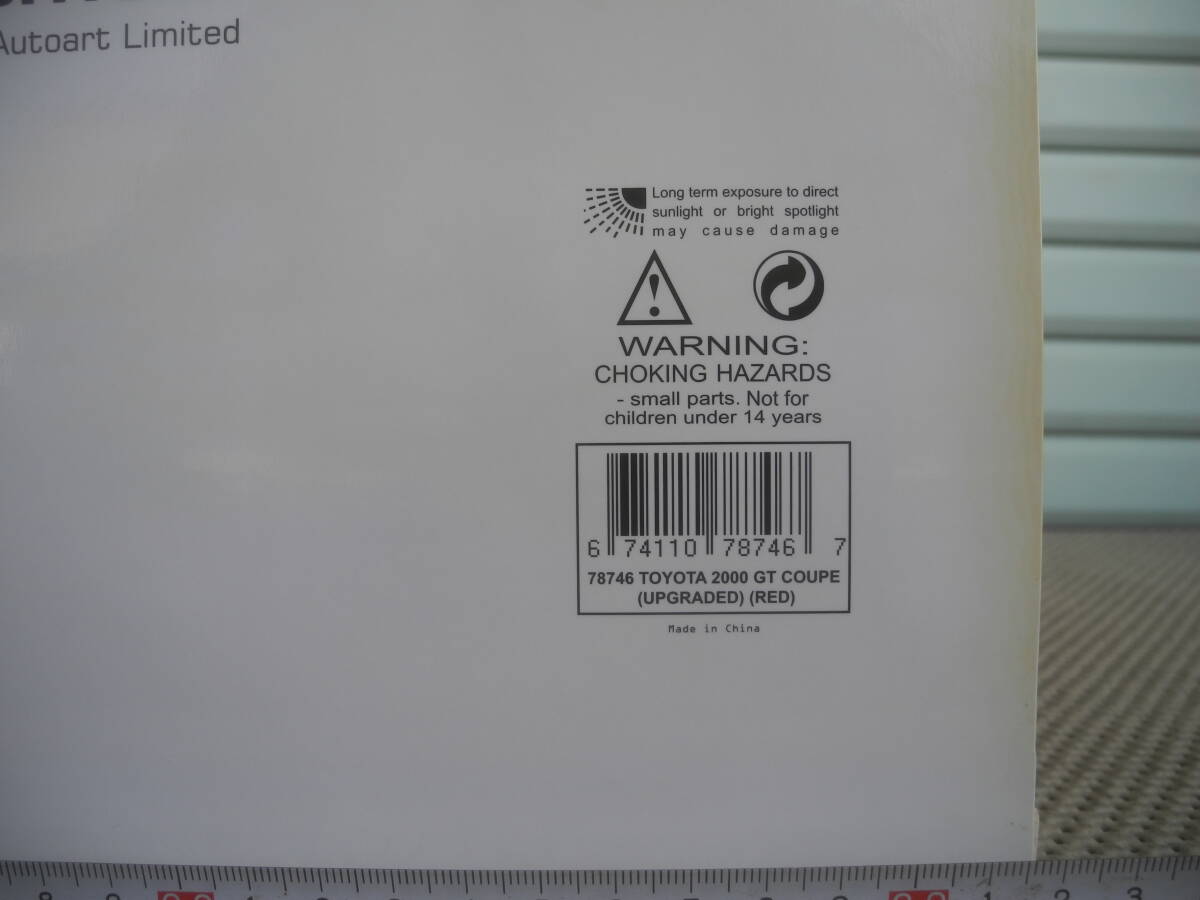 Autoart Limited
Long term exposure to direct
sunlight or bright spotlight
may cause damage
WARNING:
CHOKING HAZARDS
- small parts. Not for
children under 14 years
6 74110 78746 7
78746 TOYOTA 2000 GT COUPE
(UPGRADED) (RED)
Made in China